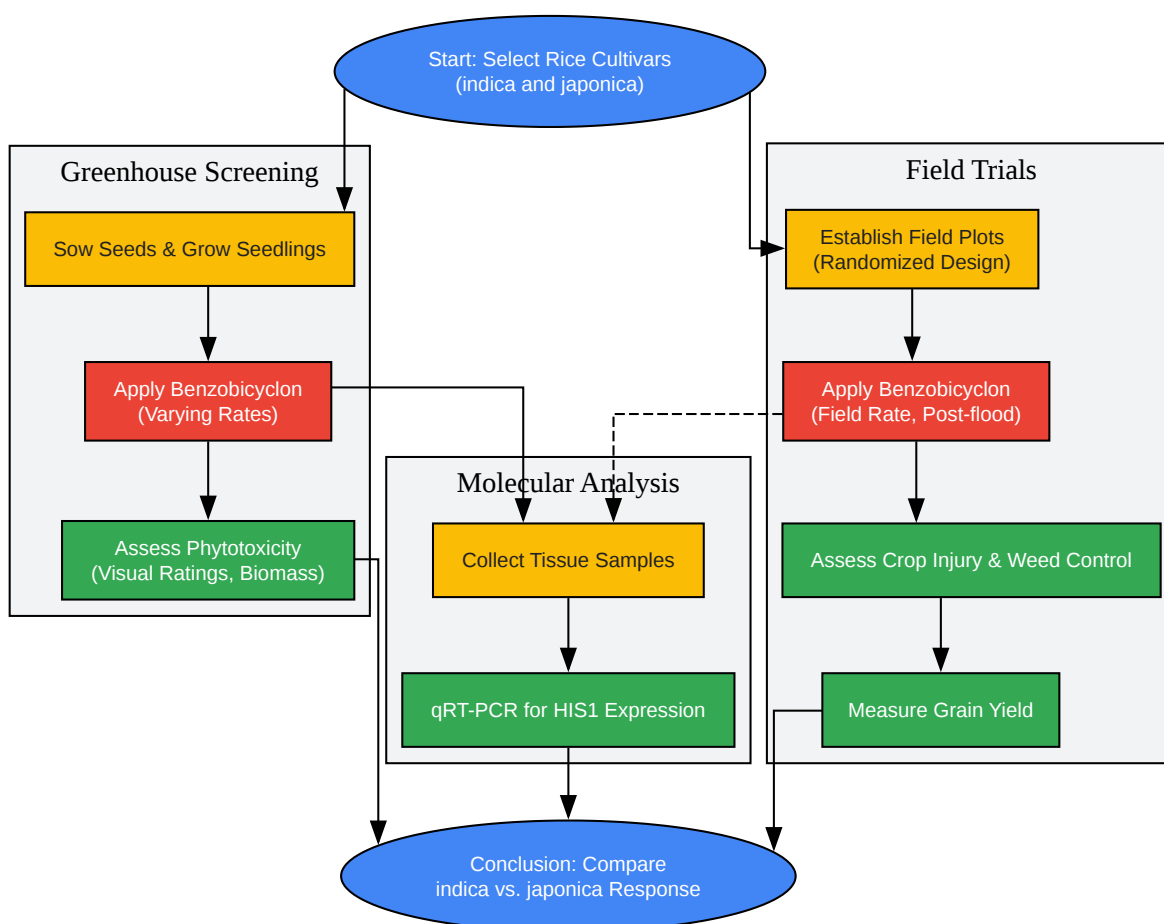 Start: Select Rice Cultivars
(indica and japonica)
Greenhouse Screening
Sow Seeds & Grow Seedlings
Apply Benzobicyclon
(Varying Rates)
Assess Phytotoxicity
(Visual Ratings, Biomass)
Molecular Analysis
Collect Tissue Samples
qRT-PCR for HIS1 Expression
Field Trials
Establish Field Plots
(Randomized Design)
Apply Benzobicyclon
(Field Rate, Post-flood)
Assess Crop Injury & Weed Control
Measure Grain Yield
Conclusion: Compare
indica vs. japonica Response